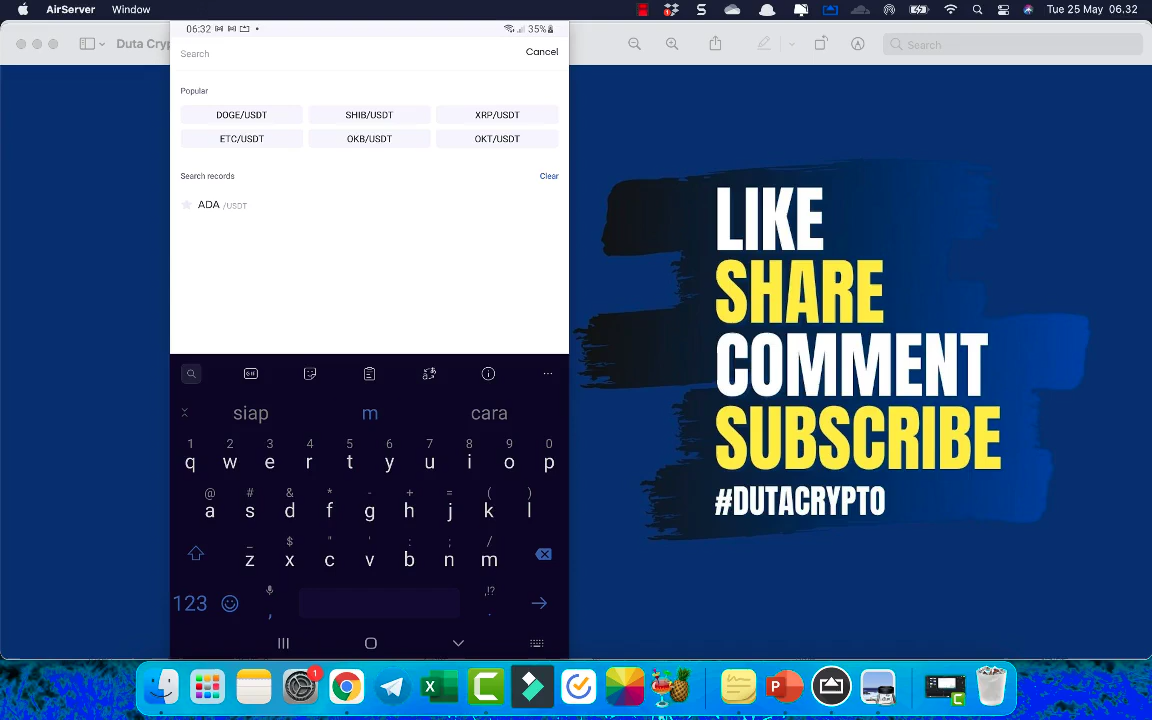 AirServer Window
Tue 25 May 06.32
Duta Cryp
Search
06:32
35%
Search
Cancel
Popular
DOGE/USDT SHIB/USDT XRP/USDT
ETC/USDT OKB/USDT OKT/USDT
Search records
Clear
ADA /USDT
GIF
siap m cara
1 2 3 4 5 6 7 8 9 0
q w e r t y u i o p
@ # & * - + = ( )
a s d f g h j k l
_ $ " ' : ; /
z x c v b n m
,!?
123 , .
LIKE
SHARE
COMMENT
SUBSCRIBE
#DUTACRYPTO
1